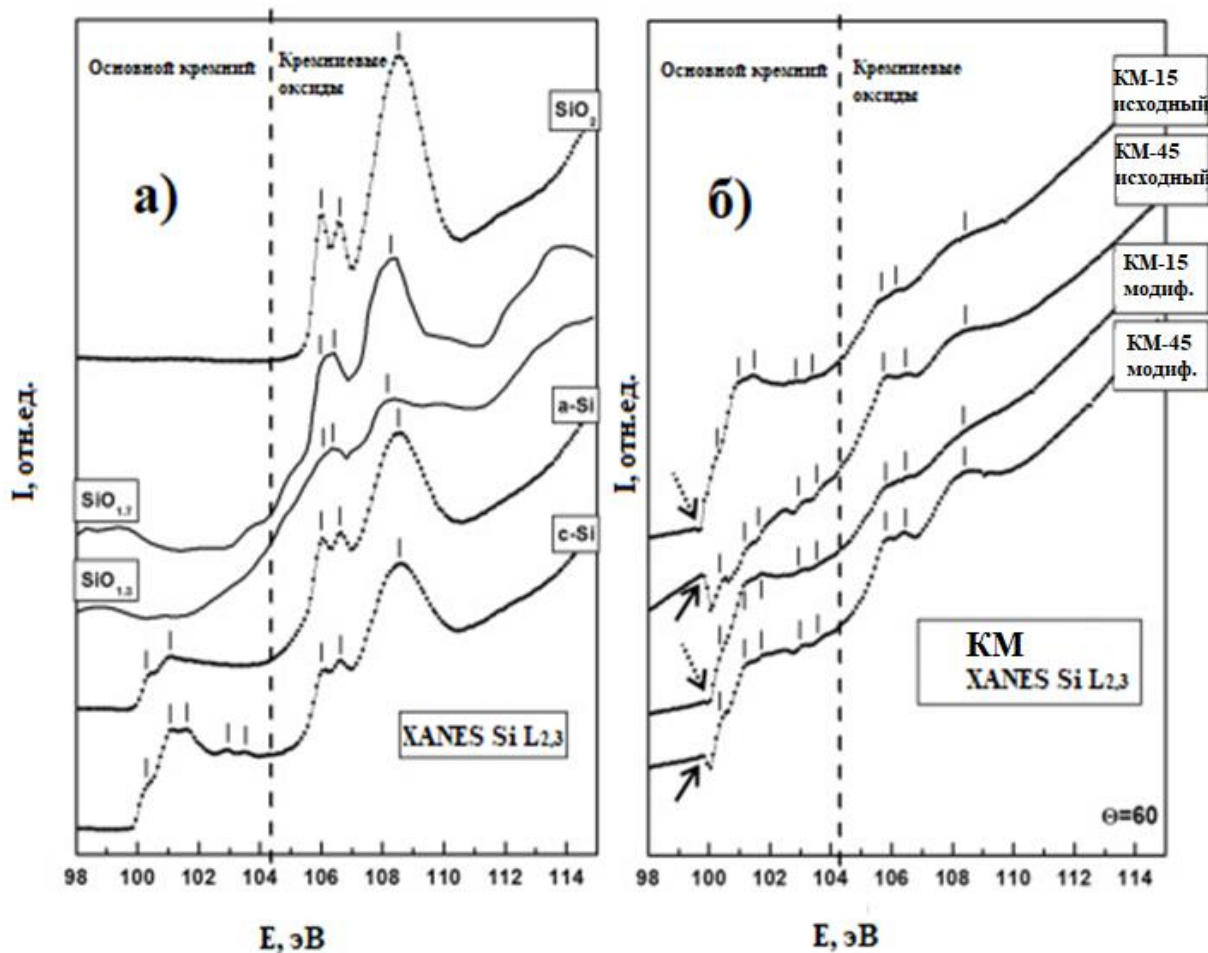 Основной кремний
Кремниевые
оксиды
SiO₂
а)
a-Si
c-Si
SiO₁.₇
SiO₁.₃
XANES Si L₂,₃
I, отн.ед.
98 100 102 104 106 108 110 112 114
E, эВ
Основной кремний
Кремниевые
оксиды
КМ-15
исходный
КМ-45
исходный
КМ-15
модиф.
КМ-45
модиф.
б)
КМ
XANES Si L₂,₃
Θ=60
I, отн.ед.
98 100 102 104 106 108 110 112 114
E, эВ